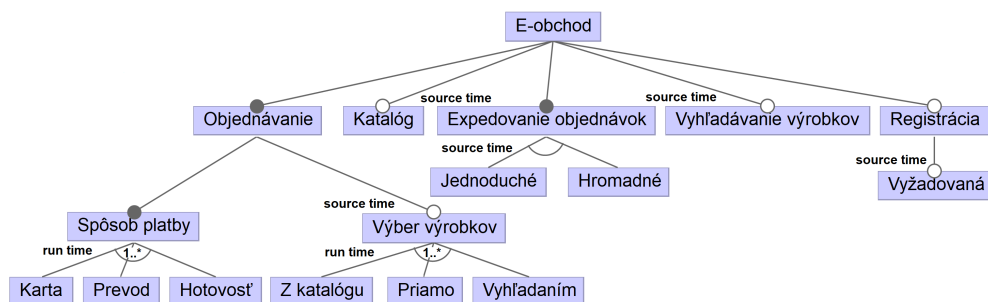 E-obchod
source time
source time
Objednávanie
Katalóg
Expedovanie objednávok
Vyhľadávanie výrobkov
Registrácia
source time
source time
Jednoduché
Hromadné
Vyžadovaná
source time
Spôsob platby
Výber výrobkov
run time
1..*
run time
1..*
Karta
Prevod
Hotovosť
Z katalógu
Priamo
Vyhľadaním